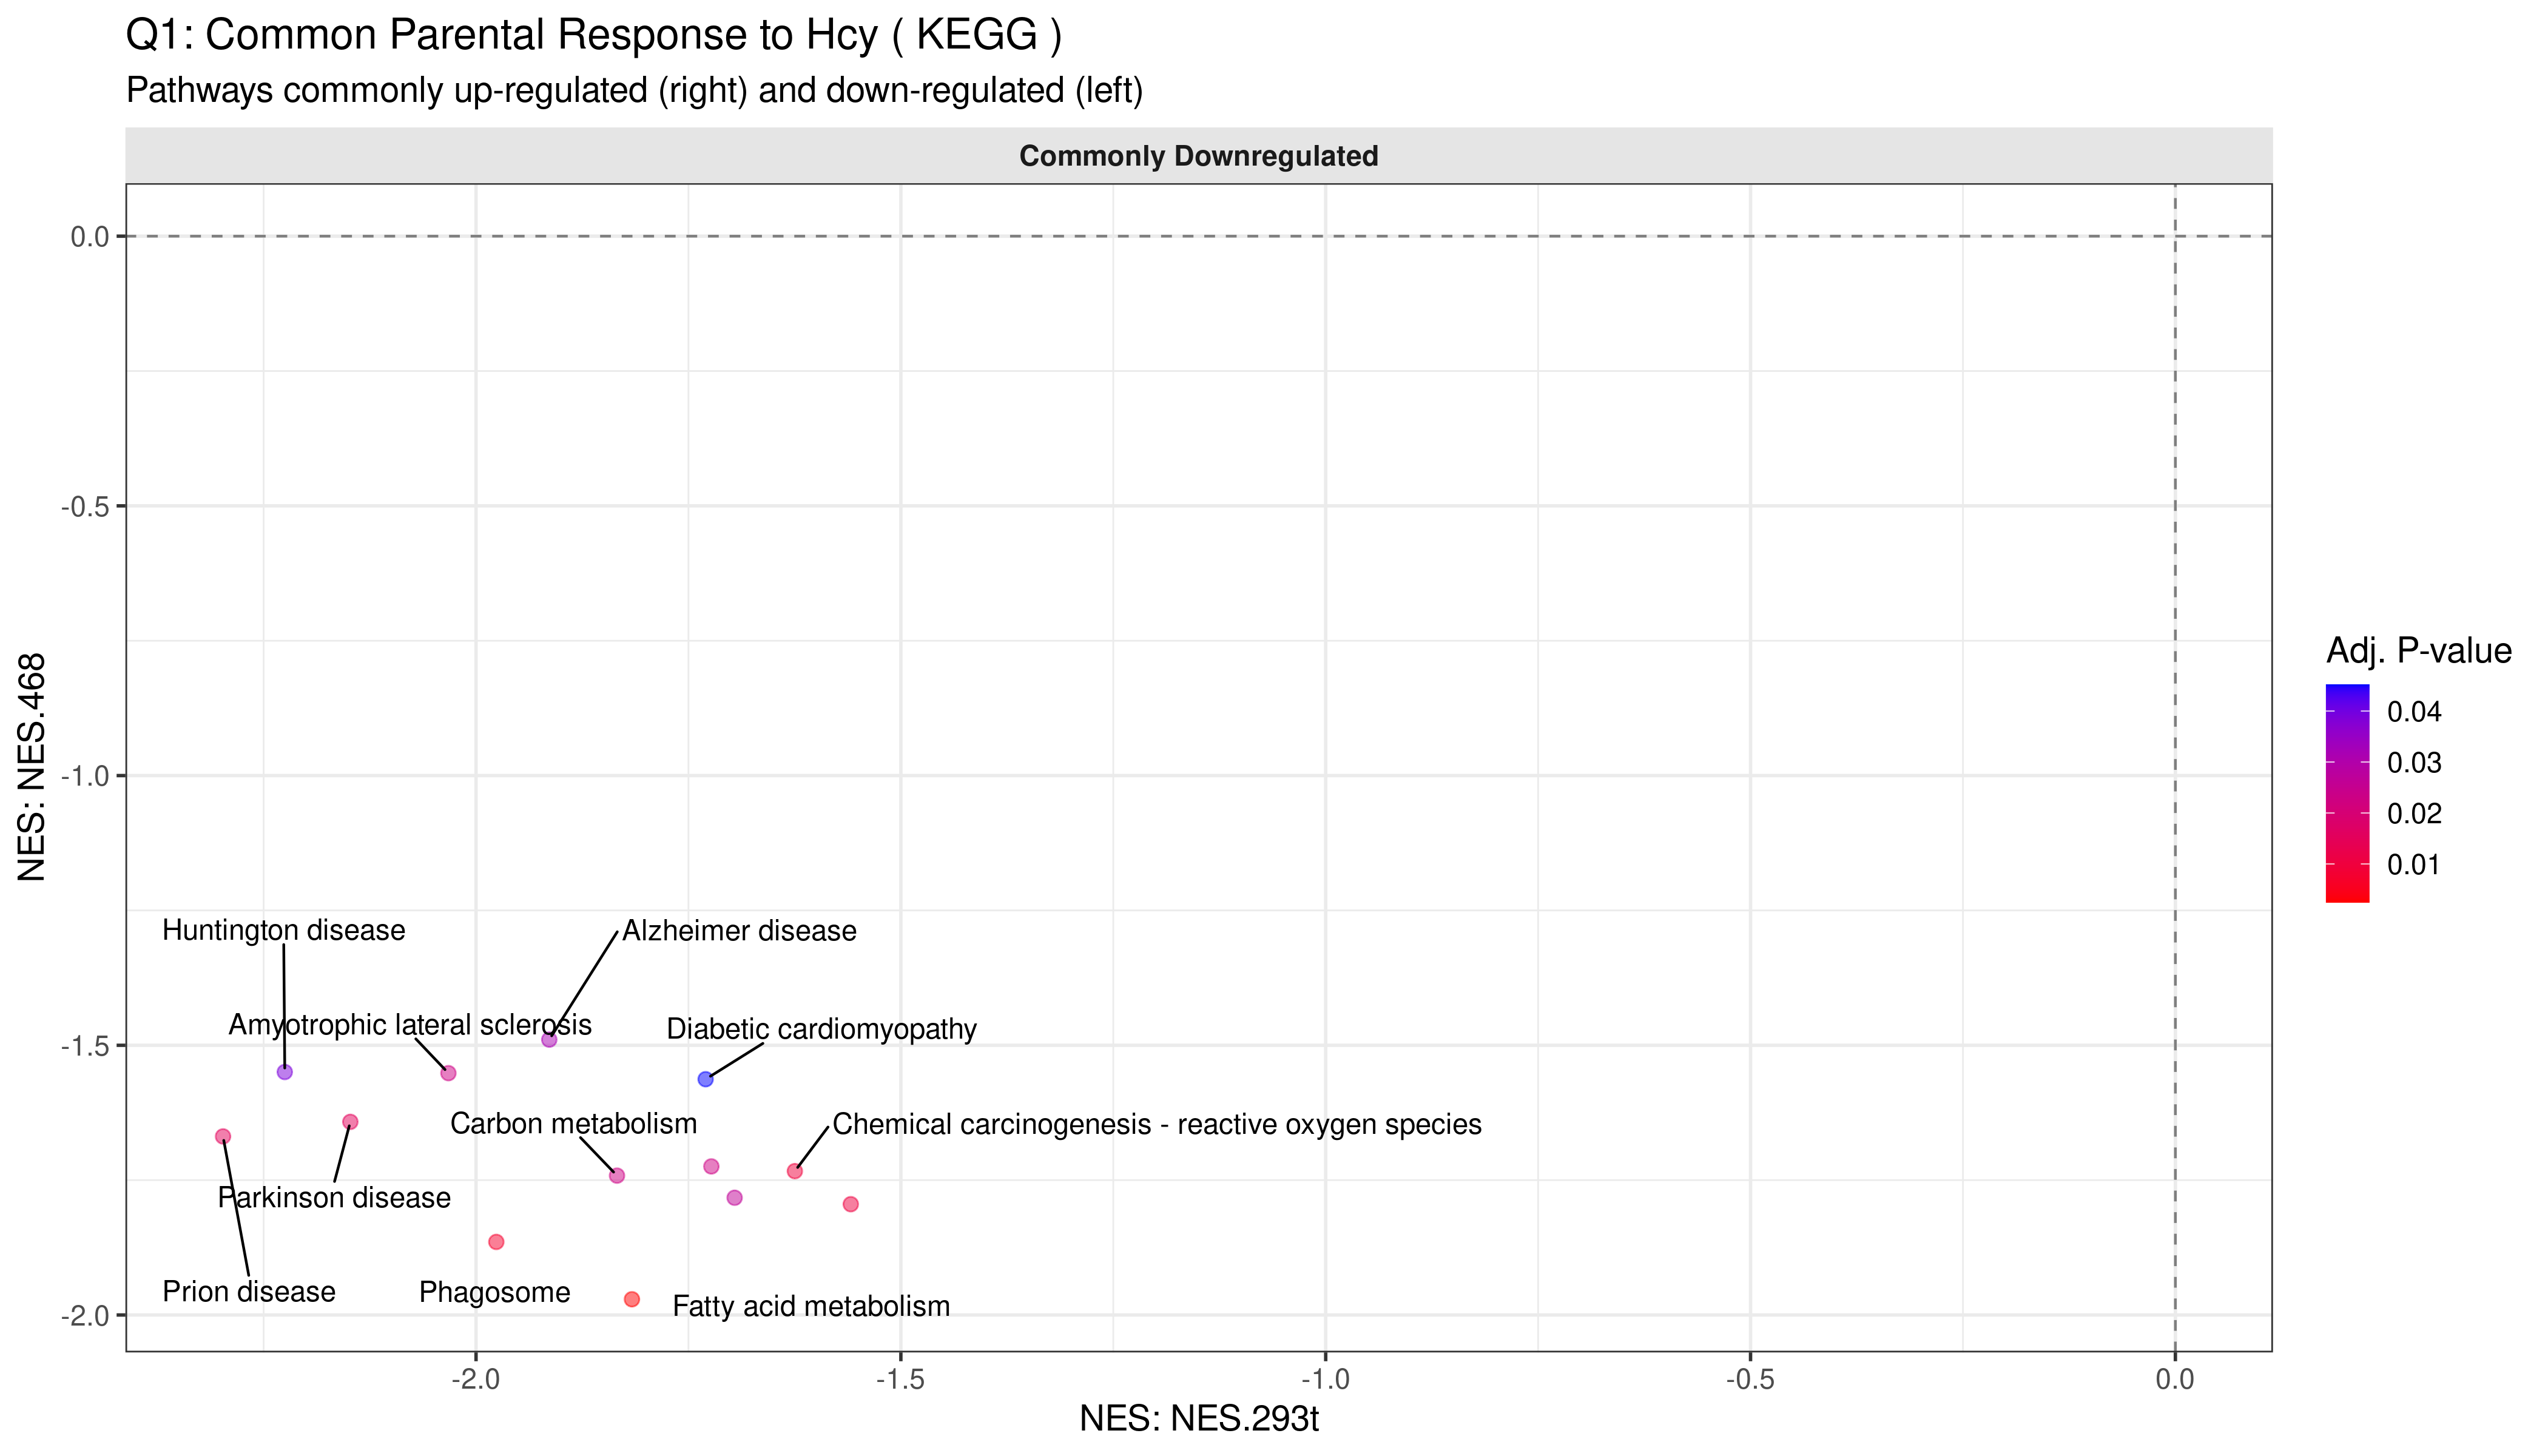 Q1: Common Parental Response to Hcy ( KEGG )
Pathways commonly up-regulated (right) and down-regulated (left)
Commonly Downregulated
0.0
-0.5
-1.0
-1.5
-2.0
NES: NES.468
Huntington disease
Alzheimer disease
Amyotrophic lateral sclerosis
Diabetic cardiomyopathy
Carbon metabolism
Chemical carcinogenesis - reactive oxygen species
Parkinson disease
Prion disease
Phagosome
Fatty acid metabolism
-2.0
-1.5
-1.0
-0.5
0.0
NES: NES.293t
Adj. P-value
0.04
0.03
0.02
0.01